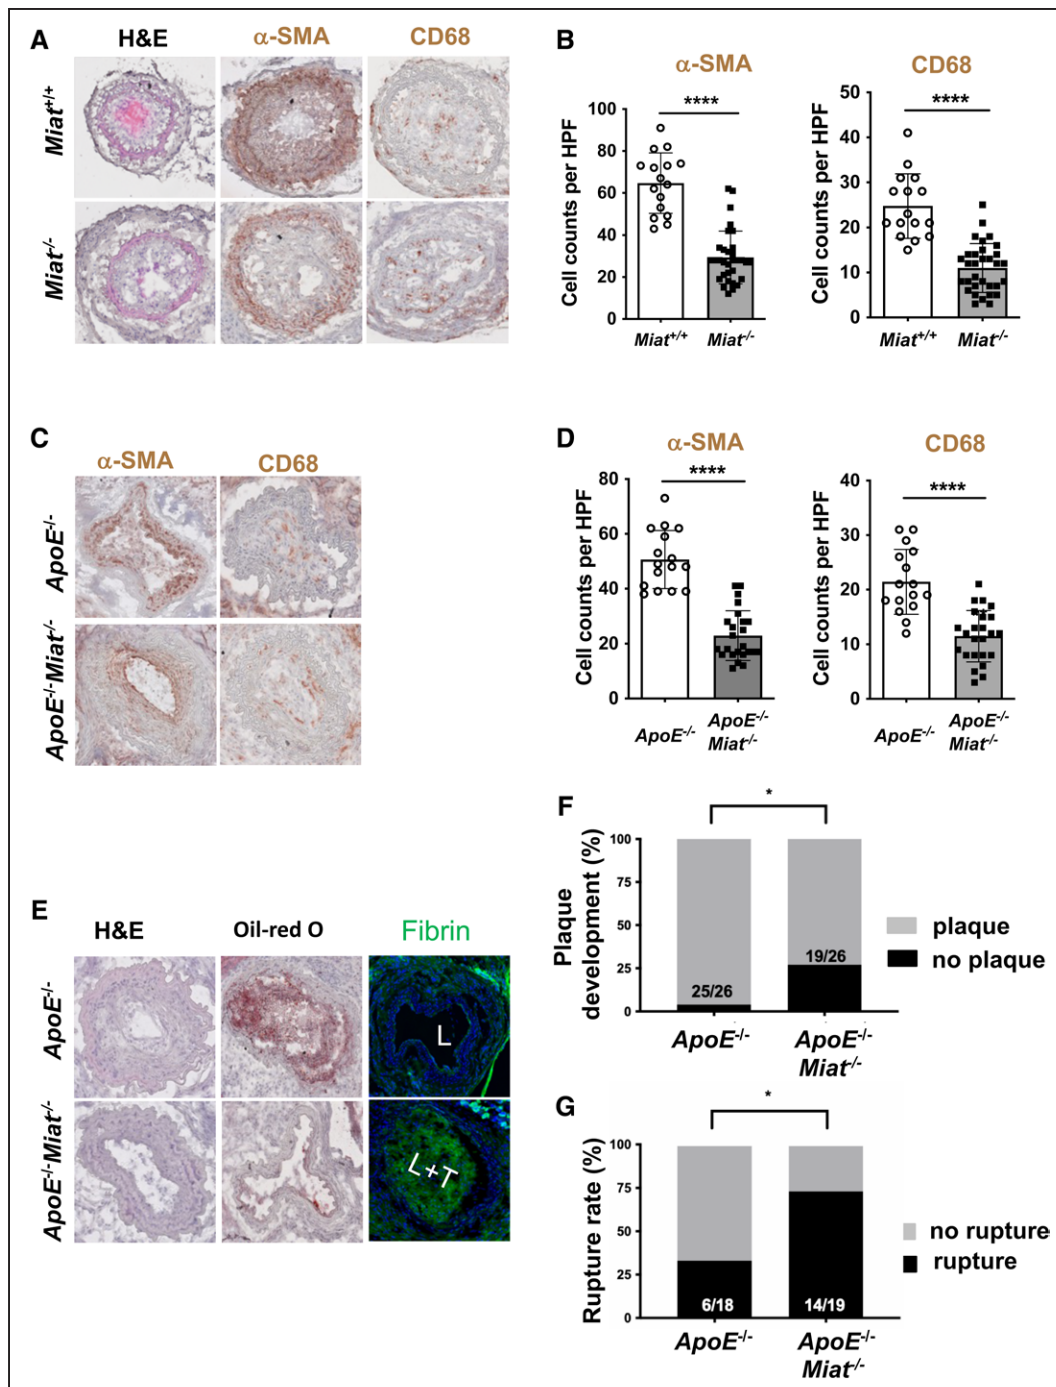 A
H&E
α-SMA
CD68
Miat+/+
Miat-/-
B
α-SMA
****
Cell counts per HPF
100
80
60
40
20
0
Miat+/+
Miat-/-
CD68
****
Cell counts per HPF
50
40
30
20
10
0
Miat+/+
Miat-/-
C
α-SMA
CD68
ApoE-/-
ApoE-/-Miat-/-
D
α-SMA
****
Cell counts per HPF
80
60
40
20
0
ApoE-/-
ApoE-/-
Miat-/-
CD68
****
Cell counts per HPF
40
30
20
10
0
ApoE-/-
ApoE-/-
Miat-/-
E
H&E
Oil-red O
Fibrin
ApoE-/-
ApoE-/-Miat-/-
L
L+T
F
*
Plaque
development (%)
100
75
50
25
0
25/26
19/26
ApoE-/-
ApoE-/-
Miat-/-
plaque
no plaque
G
*
Rupture rate (%)
100
75
50
25
0
6/18
14/19
ApoE-/-
ApoE-/-
Miat-/-
no rupture
rupture